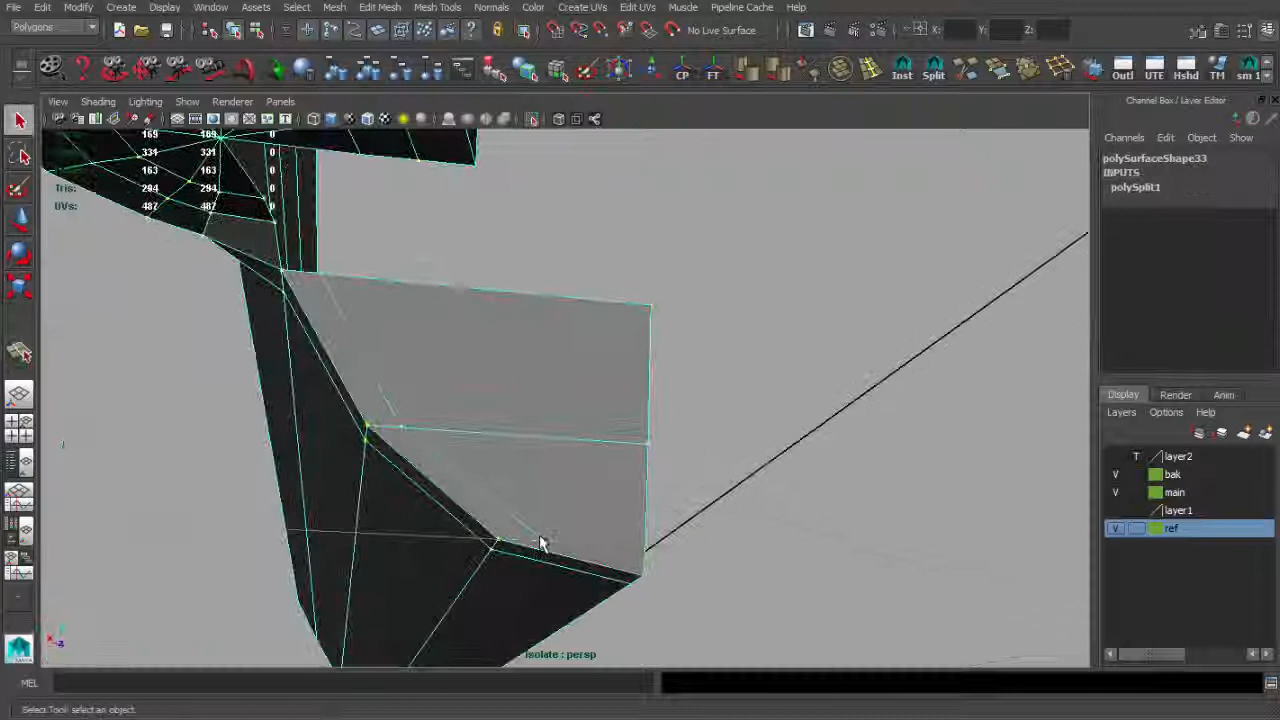 File Edit Modify Create Display Window Assets Select Mesh Edit Mesh Mesh Tools Normals Color Create UVs Edit UVs Muscle Pipeline Cache Help
Polygons No Live Surface X: Y: Z:
CP FT Inst Split Outl UTE Hshd TM sm 1
View Shading Lighting Show Renderer Panels
Channel Box / Layer Editor
Channels Edit Object Show
169 169 0
331 331 0
163 163 0
Tris: 294 294 0
UVs: 487 487 0
polySurfaceShape33
INPUTS
polySplit1
Display Render Anim
Layers Options Help
T layer2
V bak
V main
layer1
V ref
isolate : persp
MEL
Select Tool: select an object.